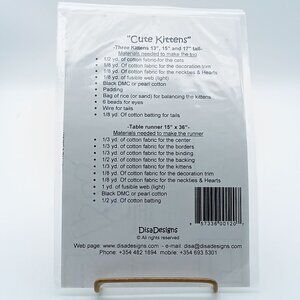 "Cute Kittens"
-Three Kittens 13", 15" and 17" tall-
Materials needed to make the trio
1/2 yd. of cotton fabric for the cats
1/8 yd. Of cotton fabric for the decoration trim
1/8 yd. Of cotton fabric for the neckties & Hearts
1/8 yd. of fusible web (light)
Black DMC or pearl cotton
Padding
Bag of rice (or sand) for balancing the kittens
6 beads for eyes
Wire for tails
1/8 yd. Of cotton batting for tails
-Table runner 15" x 36"-
Materials needed to make the runner
1/3 yd. of cotton fabric for the center
1/3 yd. of cotton fabric for the borders
1/3 yd. of cotton fabric for the binding
1/2 yd. of cotton fabric for the backing
1/3 yd. of cotton fabric for the kittens
1/8 yd. of cotton fabric for the decoration trim
1/8 yd. of cotton fabric for the neckties & Hearts
1 yd. of fusible web (light)
Black DMC or pearl cotton
1/2 yd. Of cotton batting
DisaDesigns
© All rights reserved
Web page: www.disadesigns.com - e-mail: disa@disadesigns.com
Phone: +354 482 1894 mobile: +354 693 5301